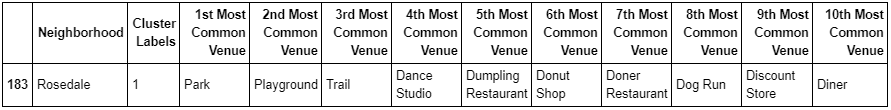 Neighborhood Cluster Labels 1st Most Common Venue 2nd Most Common Venue 3rd Most Common Venue 4th Most Common Venue 5th Most Common Venue 6th Most Common Venue 7th Most Common Venue 8th Most Common Venue 9th Most Common Venue 10th Most Common Venue
183 Rosedale 1 Park Playground Trail Dance Studio Dumpling Restaurant Donut Shop Doner Restaurant Dog Run Discount Store Diner